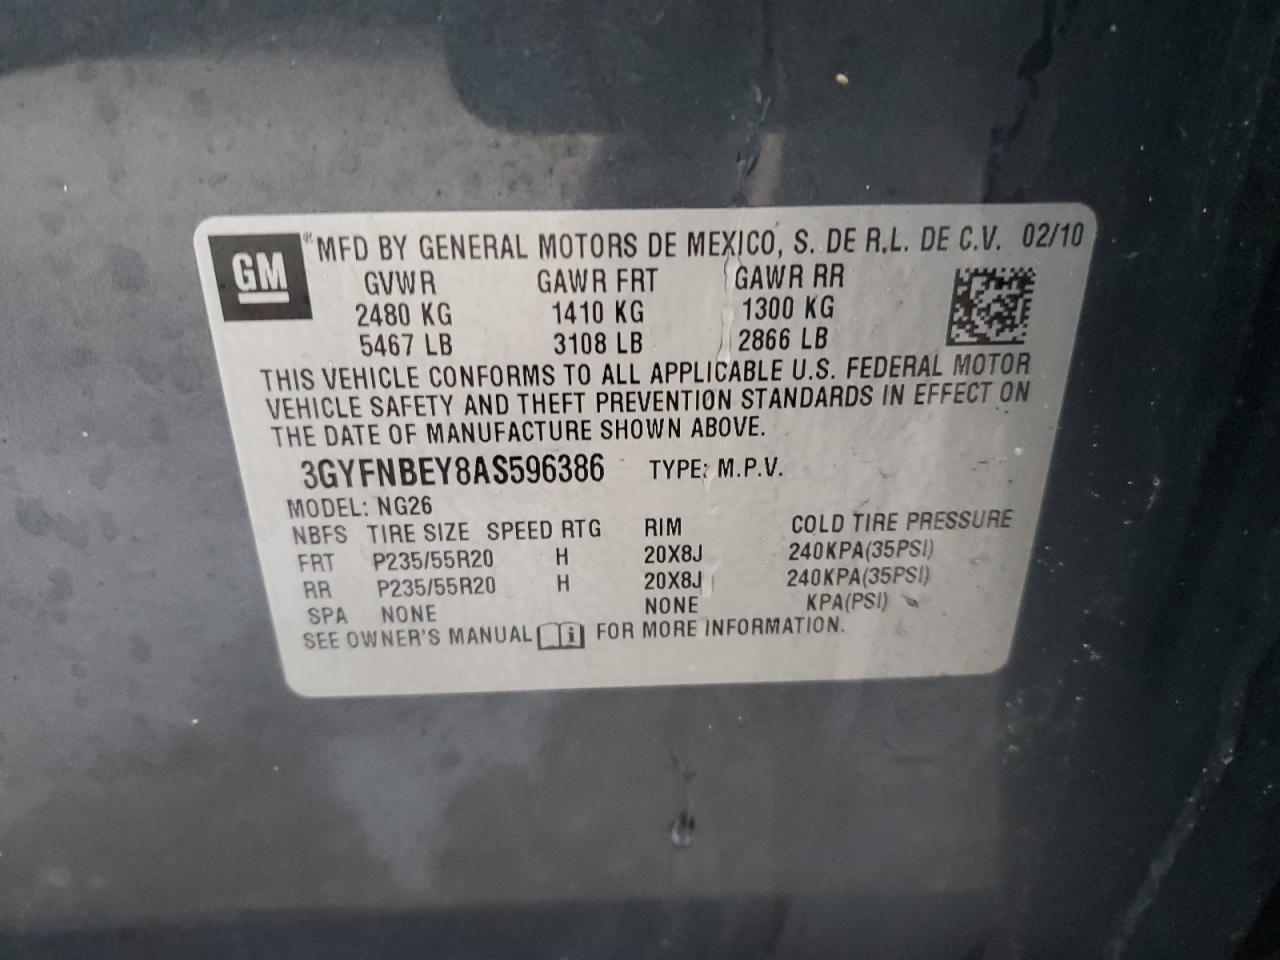 GM ® MFD BY GENERAL MOTORS DE MEXICO, S. DE R.L. DE C.V. 02/10
GVWR GAWR FRT GAWR RR
2480 KG 1410 KG 1300 KG
5467 LB 3108 LB 2866 LB
THIS VEHICLE CONFORMS TO ALL APPLICABLE U.S. FEDERAL MOTOR
VEHICLE SAFETY AND THEFT PREVENTION STANDARDS IN EFFECT ON
THE DATE OF MANUFACTURE SHOWN ABOVE.
3GYFNBEY8AS596386 TYPE: M.P.V.
MODEL: NG26
NBFS TIRE SIZE SPEED RTG RIM COLD TIRE PRESSURE
FRT P235/55R20 H 20X8J 240KPA(35PSI)
RR P235/55R20 H 20X8J 240KPA(35PSI)
SPA NONE NONE KPA(PSI)
SEE OWNER'S MANUAL i FOR MORE INFORMATION.